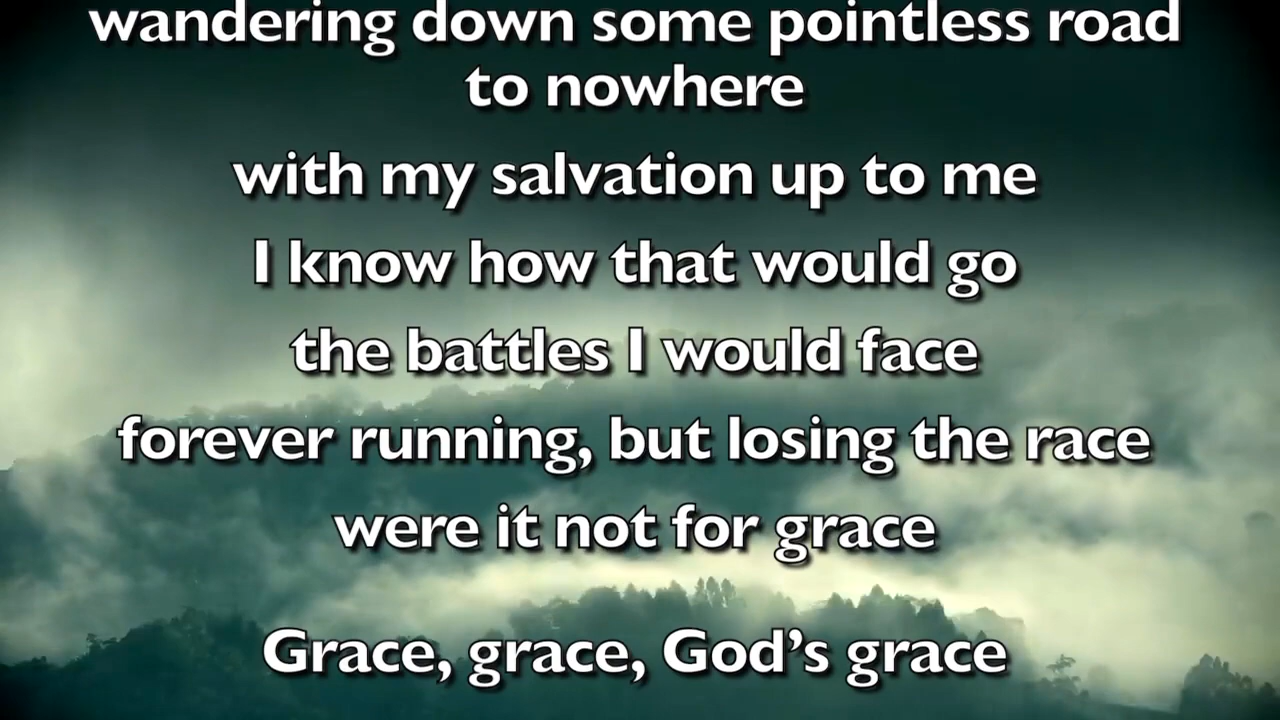 wandering down some pointless road
to nowhere
with my salvation up to me
I know how that would go
the battles I would face
forever running, but losing the race
were it not for grace
Grace, grace, God’s grace